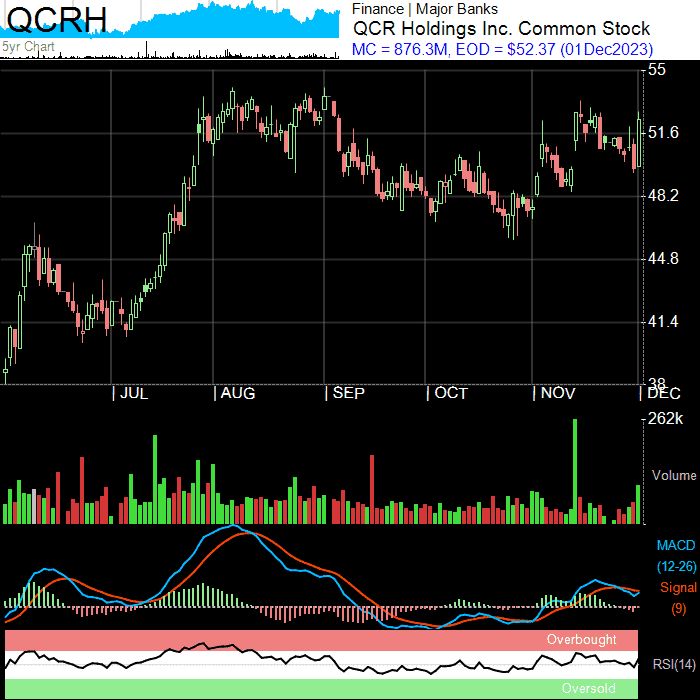 QCRH
5yr Chart
Finance | Major Banks
QCR Holdings Inc. Common Stock
MC = 876.3M, EOD = $52.37 (01Dec2023)
55
51.6
48.2
44.8
41.4
38
JUL
AUG
SEP
OCT
NOV
DEC
262k
Volume
MACD
(12-26)
Signal
(9)
Overbought
RSI(14)
Oversold